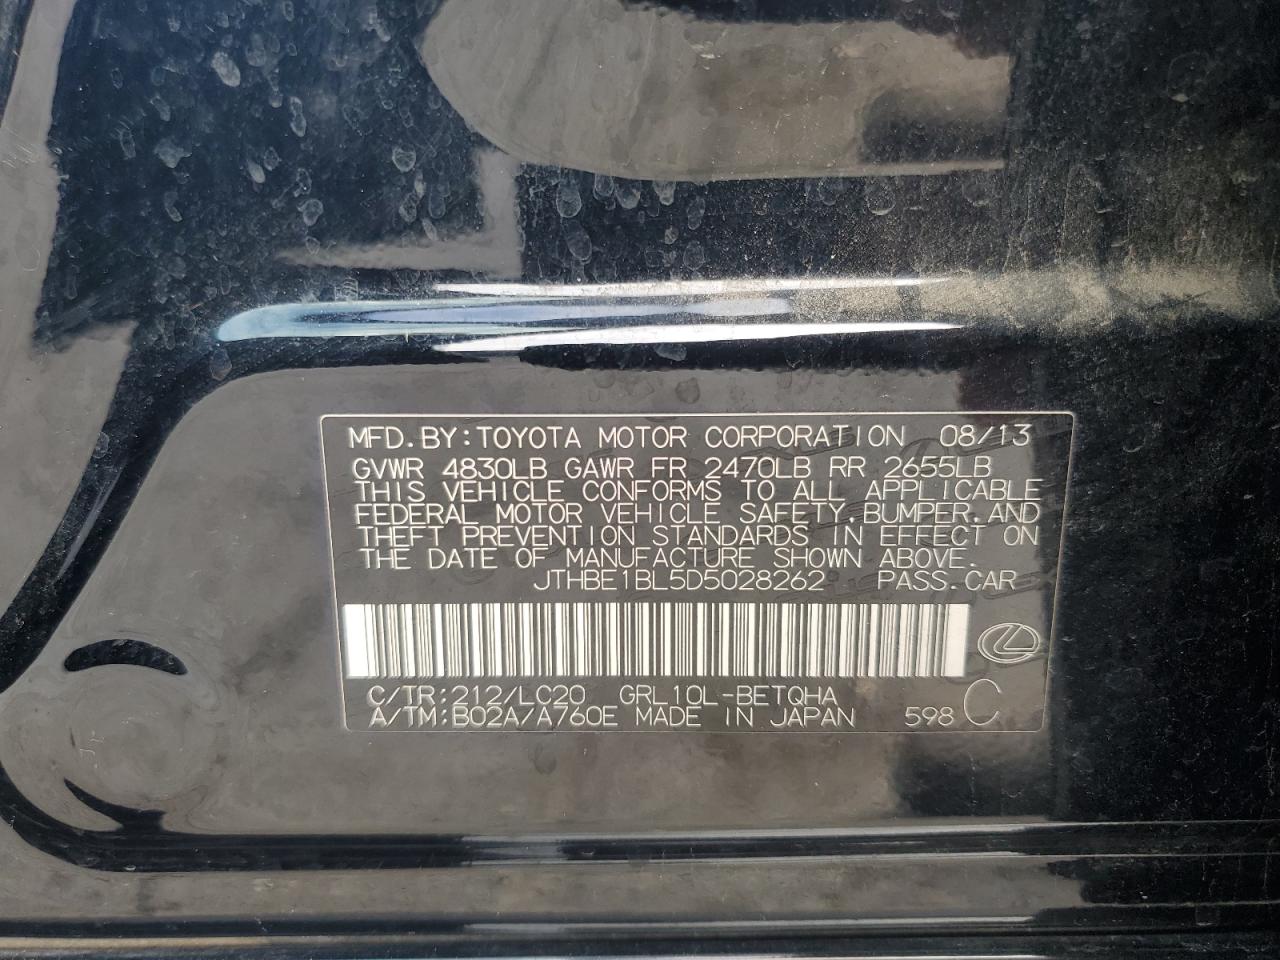 MFD.BY:TOYOTA MOTOR CORPORATION 08/13
GVWR 4830LB GAWR FR 2470LB RR 2655LB
THIS VEHICLE CONFORMS TO ALL APPLICABLE
FEDERAL MOTOR VEHICLE SAFETY,BUMPER,AND
THEFT PREVENTION STANDARDS IN EFFECT ON
THE DATE OF MANUFACTURE SHOWN ABOVE.
JTHBE1BL5D5028262 PASS.CAR
C/TR:212/LC20 GRL10L-BETQHA
A/TM:B02A/A760E MADE IN JAPAN 598 C